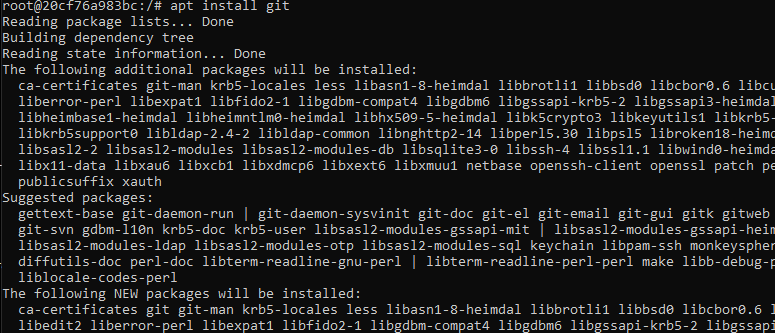 root@20cf76a983bc:/# apt install git
Reading package lists... Done
Building dependency tree
Reading state information... Done
The following additional packages will be installed:
  ca-certificates git-man krb5-locales less libasn1-8-heimdal libbrotli1 libbsd0 libcbor0.6 libcu
  liberror-perl libexpat1 libfido2-1 libgdbm-compat4 libgdbm6 libgssapi-krb5-2 libgssapi3-heimda
  libheimbase1-heimdal libheimntlm0-heimdal libhx509-5-heimdal libk5crypto3 libkeyutils1 libkrb5-
  libkrb5support0 libldap-2.4-2 libldap-common libnghttp2-14 libperl5.30 libpsl5 libroken18-heimd
  libsasl2-2 libsasl2-modules libsasl2-modules-db libsqlite3-0 libssh-4 libssl1.1 libwind0-heimda
  libx11-data libxau6 libxcb1 libxdmcp6 libxext6 libxmuu1 netbase openssh-client openssl patch pe
  publicsuffix xauth
Suggested packages:
  gettext-base git-daemon-run | git-daemon-sysvinit git-doc git-el git-email git-gui gitk gitweb
  git-svn gdbm-l10n krb5-doc krb5-user libsasl2-modules-gssapi-mit | libsasl2-modules-gssapi-heim
  libsasl2-modules-ldap libsasl2-modules-otp libsasl2-modules-sql keychain libpam-ssh monkeyspher
  diffutils-doc perl-doc libterm-readline-gnu-perl | libterm-readline-perl-perl make libb-debug-p
  liblocale-codes-perl
The following NEW packages will be installed:
  ca-certificates git git-man krb5-locales less libasn1-8-heimdal libbrotli1 libbsd0 libcbor0.6 l
  libedit2 liberror-perl libexpat1 libfido2-1 libgdbm-compat4 libgdbm6 libgssapi-krb5-2 libgssap